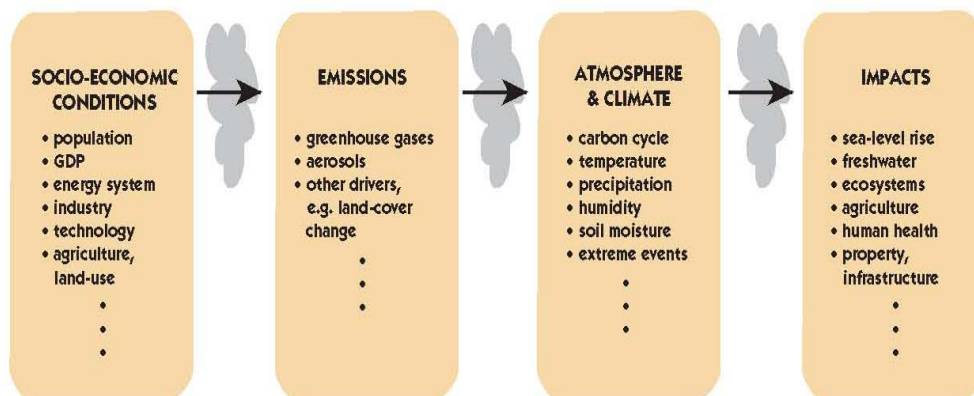 SOCIO-ECONOMIC
CONDITIONS
• population
• GDP
• energy system
• industry
• technology
• agriculture,
land-use
•
•
•
EMISSIONS
• greenhouse gases
• aerosols
• other drivers,
e.g. land-cover
change
•
•
•
ATMOSPHERE
& CLIMATE
• carbon cycle
• temperature
• precipitation
• humidity
• soil moisture
• extreme events
•
•
•
IMPACTS
• sea-level rise
• freshwater
• ecosystems
• agriculture
• human health
• property,
infrastructure
•
•
•